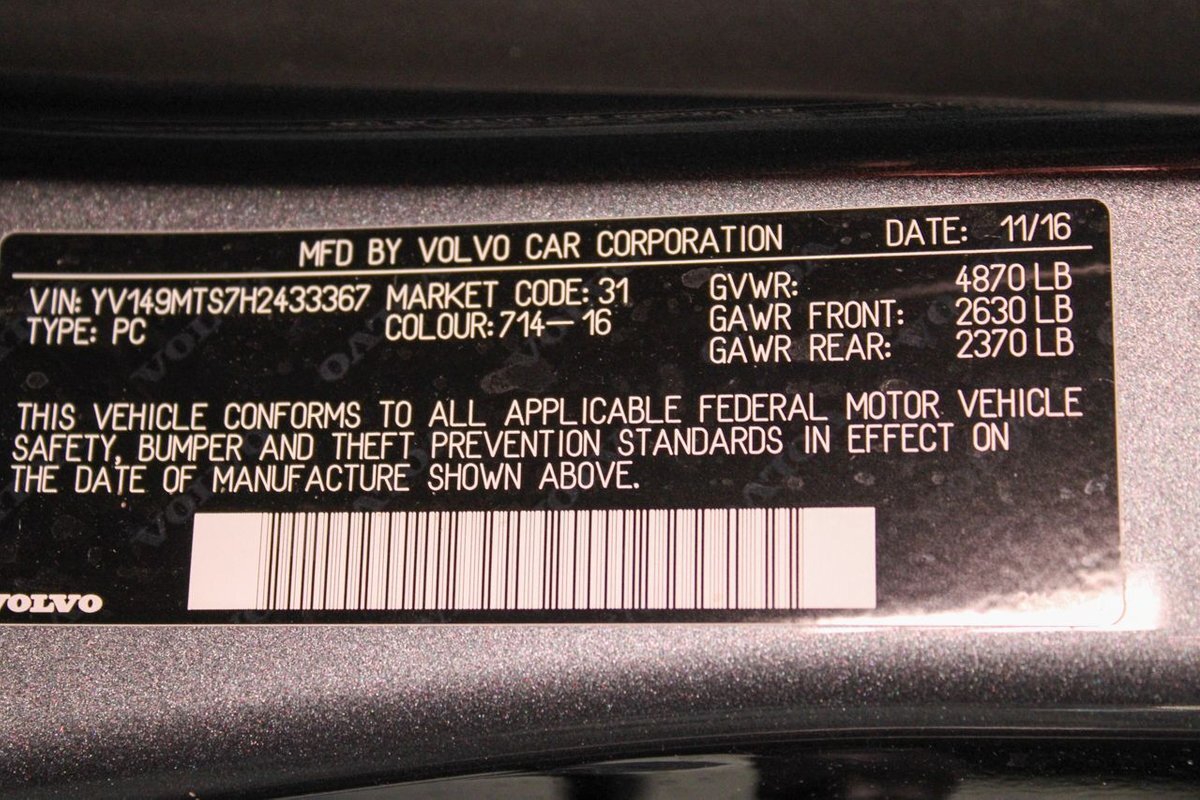 MFD BY VOLVO CAR CORPORATION DATE: 11/16
VIN: YV149MTS7H2433367 MARKET CODE: 31 GVWR: 4870 LB
TYPE: PC COLOUR: 714-16 GAWR FRONT: 2630 LB
GAWR REAR: 2370 LB
THIS VEHICLE CONFORMS TO ALL APPLICABLE FEDERAL MOTOR VEHICLE
SAFETY, BUMPER AND THEFT PREVENTION STANDARDS IN EFFECT ON
THE DATE OF MANUFACTURE SHOWN ABOVE.
VOLVO